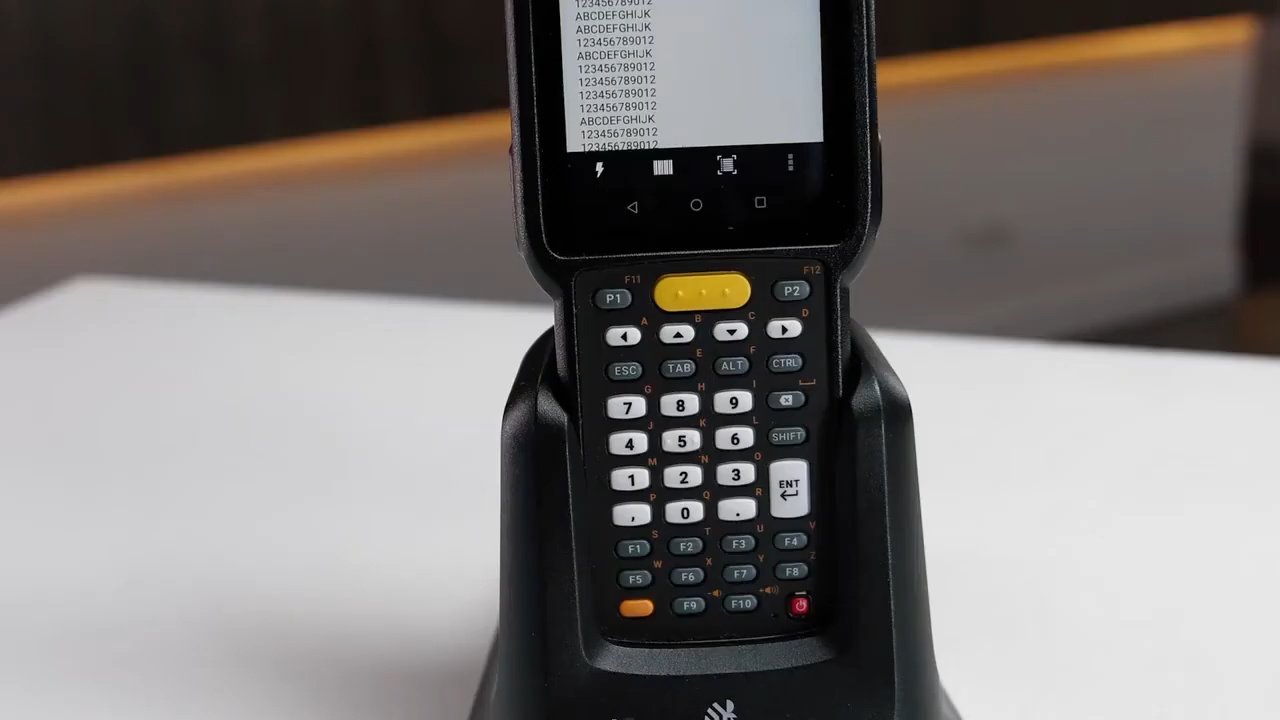 123456789012
ABCDEFGHIJK
ABCDEFGHIJK
123456789012
ABCDEFGHIJK
123456789012
123456789012
123456789012
123456789012
ABCDEFGHIJK
123456789012
123456789012
F11 F12
P1 P2
A B C D
E F
ESC TAB ALT CTRL
G H I
7 8 9
J K L
4 5 6 SHIFT
M N O
1 2 3 ENT
P Q R
, 0 .
S T U V
F1 F2 F3 F4
W X Y Z
F5 F6 F7 F8
F9 F10